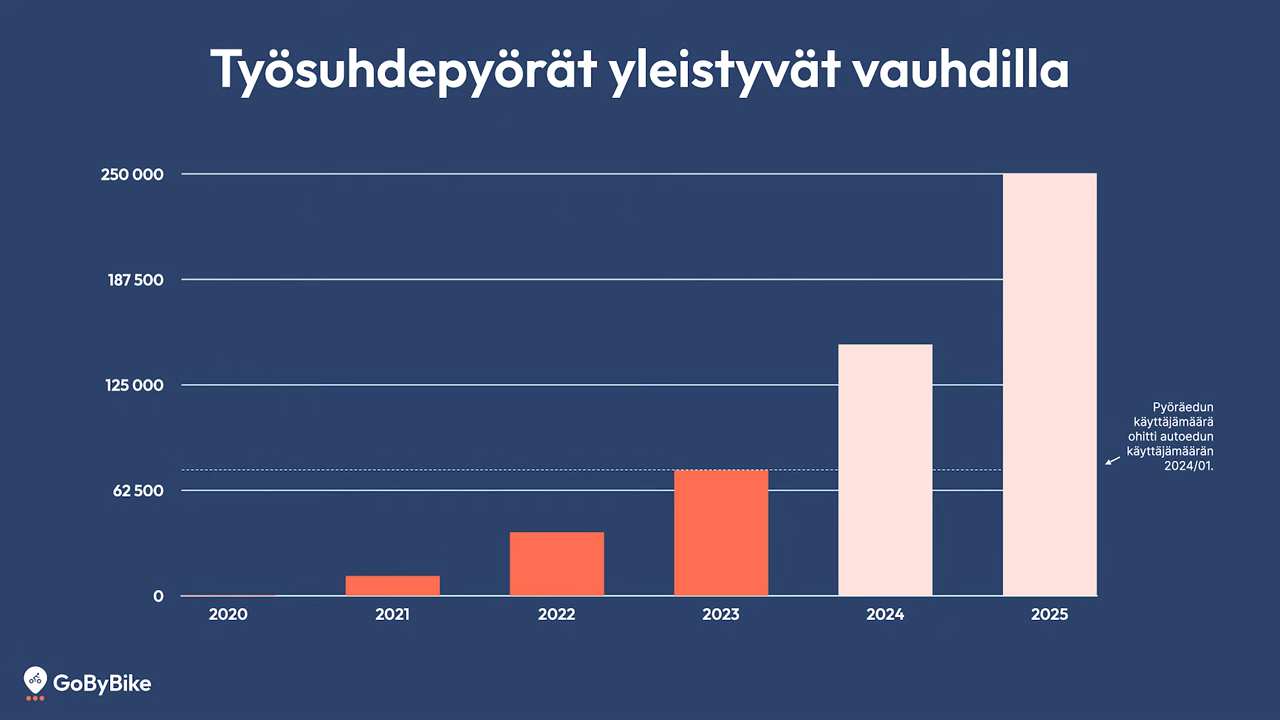 Työsuhdepyörät yleistyvät vauhdilla
250 000
187 500
125 000
62 500
0
Pyöräedun
käyttäjämäärä
ohitti autoedun
käyttäjämäärän
2024/01.
2020
2021
2022
2023
2024
2025
GoByBike